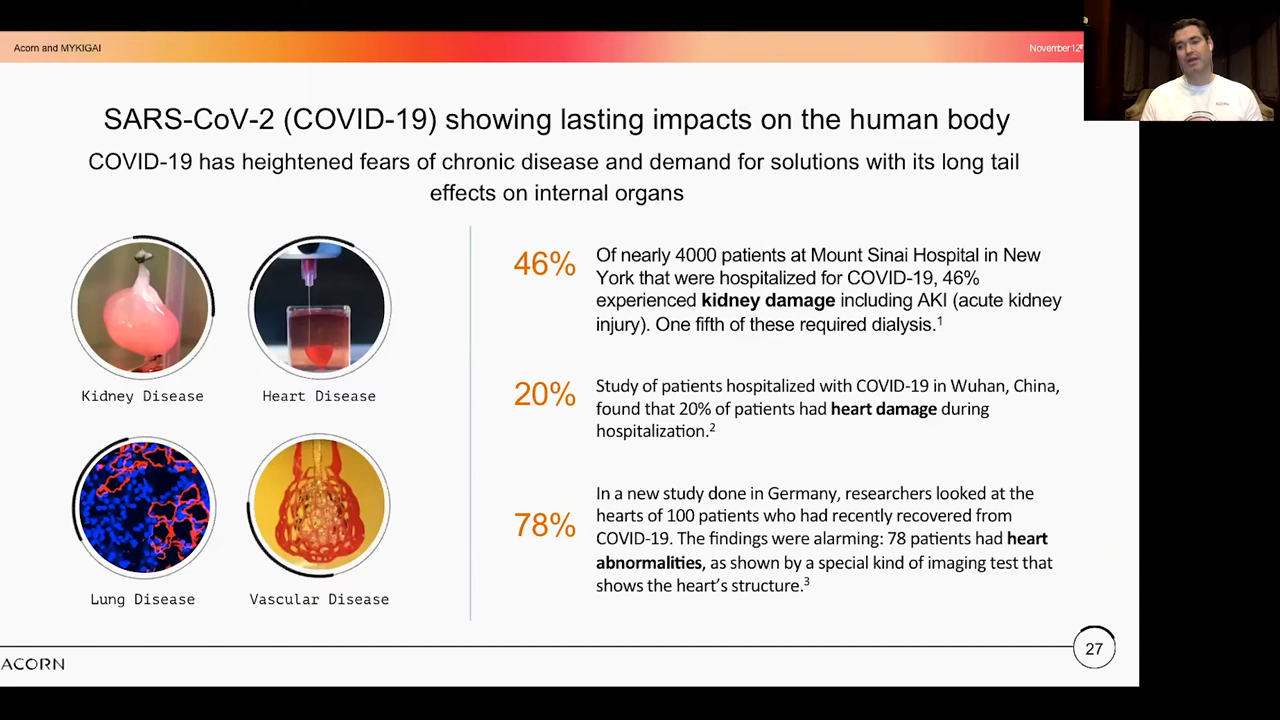 Acorn and MYKIGAI
November12
SARS-CoV-2 (COVID-19) showing lasting impacts on the human body
COVID-19 has heightened fears of chronic disease and demand for solutions with its long tail
effects on internal organs
Kidney Disease
Heart Disease
Lung Disease
Vascular Disease
46%
Of nearly 4000 patients at Mount Sinai Hospital in New
York that were hospitalized for COVID-19, 46%
experienced kidney damage including AKI (acute kidney
injury). One fifth of these required dialysis.¹
20%
Study of patients hospitalized with COVID-19 in Wuhan, China,
found that 20% of patients had heart damage during
hospitalization.²
78%
In a new study done in Germany, researchers looked at the
hearts of 100 patients who had recently recovered from
COVID-19. The findings were alarming: 78 patients had heart
abnormalities, as shown by a special kind of imaging test that
shows the heart's structure.³
27
ACORN